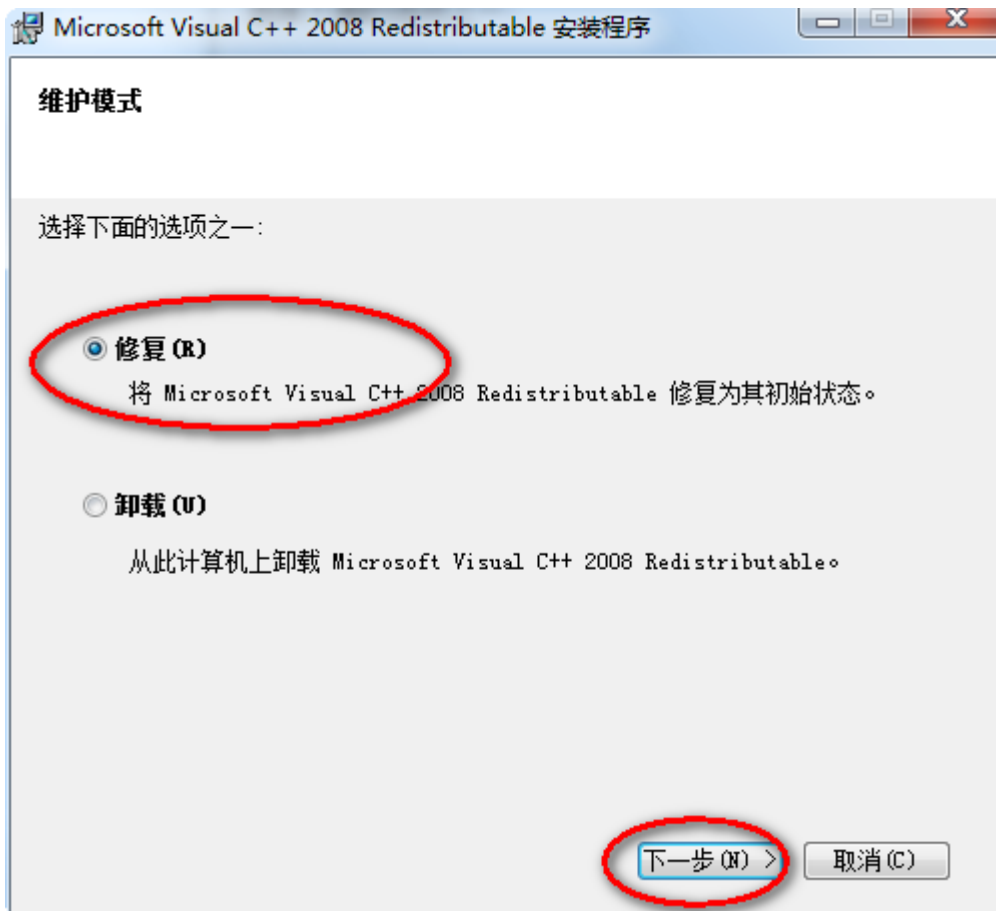 Microsoft Visual C++ 2008 Redistributable 安装程序
维护模式
选择下面的选项之一:
修复(R)
将 Microsoft Visual C++ 2008 Redistributable 修复为其初始状态。
卸载(U)
从此计算机上卸载 Microsoft Visual C++ 2008 Redistributable。
下一步(N) >
取消(C)